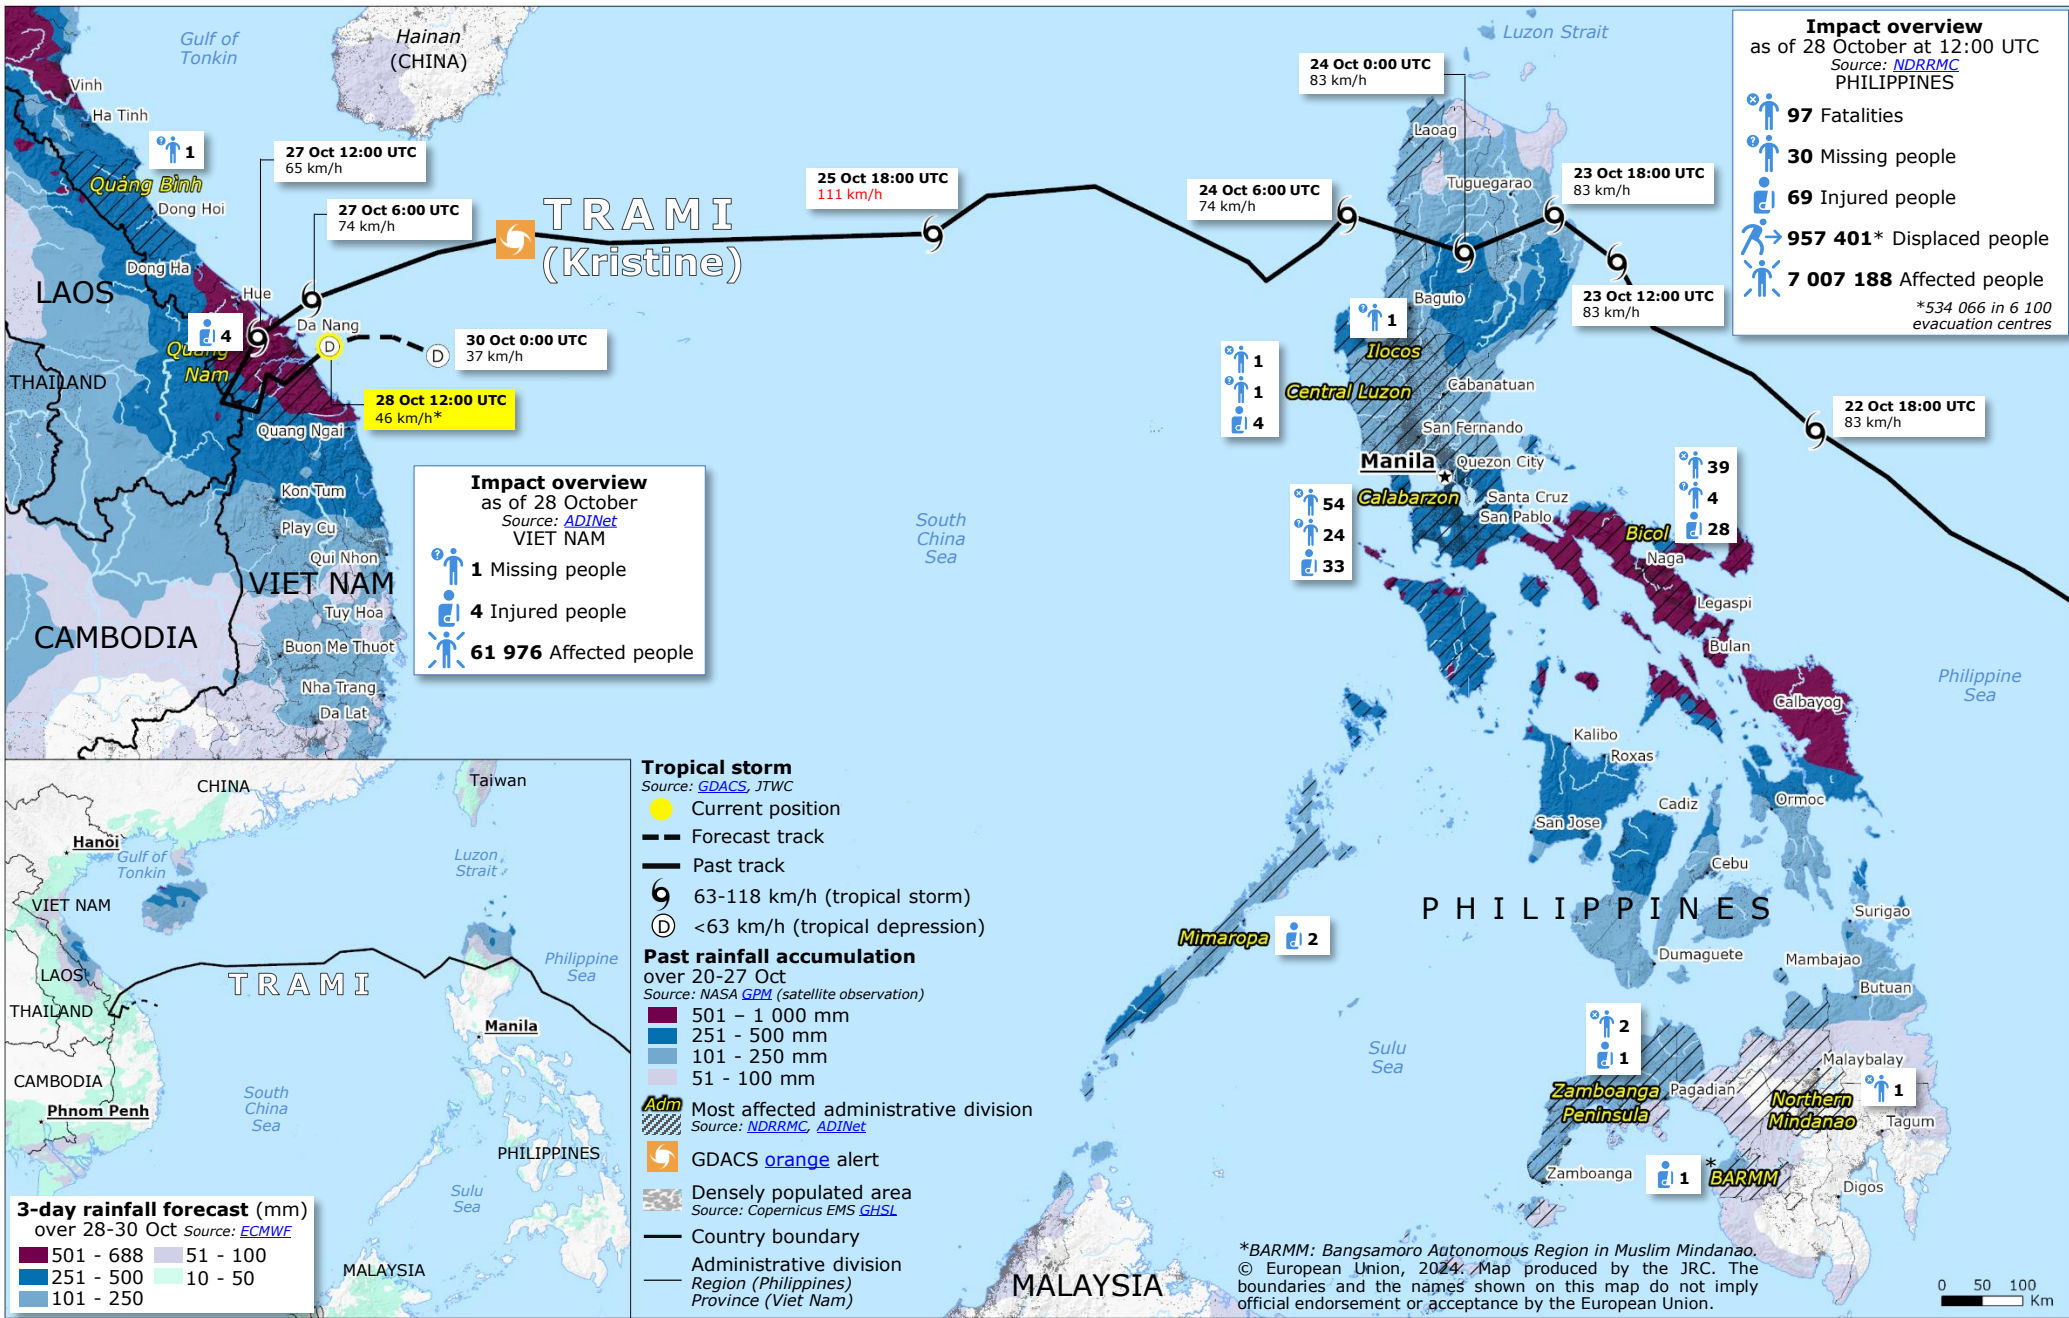 Gulf of
Tonkin
Hainan
(CHINA)
Luzon Strait
Impact overview
as of 28 October at 12:00 UTC
Source: NDRRMC
PHILIPPINES
97 Fatalities
30 Missing people
69 Injured people
957 401* Displaced people
7 007 188 Affected people
*534 066 in 6 100
evacuation centres
24 Oct 0:00 UTC
83 km/h
Vinh
Ha Tinh
1
Quảng Bình
Dong Hoi
27 Oct 12:00 UTC
65 km/h
27 Oct 6:00 UTC
74 km/h
TRAMI
(Kristine)
25 Oct 18:00 UTC
111 km/h
24 Oct 6:00 UTC
74 km/h
Laoag
Tuguegarao
23 Oct 18:00 UTC
83 km/h
23 Oct 12:00 UTC
83 km/h
22 Oct 18:00 UTC
83 km/h
Dong Ha
LAOS
Hue
4
Da Nang
D
D
Quảng
Nam
30 Oct 0:00 UTC
37 km/h
THAILAND
28 Oct 12:00 UTC
46 km/h*
Quang Ngai
Baguio
1
Ilocos
1
1
4
Central Luzon
Cabanatuan
San Fernando
Manila
Quezon City
Calabarzon
Santa Cruz
San Pablo
54
24
33
39
4
28
Bicol
Naga
Legaspi
Bulan
Calbayog
Philippine
Sea
Impact overview
as of 28 October
Source: ADINet
VIET NAM
1 Missing people
4 Injured people
61 976 Affected people
Kon Tum
Play Cu
Qui Nhon
VIET NAM
Tuy Hoa
CAMBODIA
Buon Me Thuot
Nha Trang
Da Lat
South
China
Sea
Kalibo
Roxas
Cadiz
Ormoc
San Jose
Cebu
PHILIPPINES
Surigao
Dumaguete
Mambajao
Butuan
Mimaropa
2
2
1
Sulu
Sea
Zamboanga
Peninsula
Pagadian
Malaybalay
1
Northern
Mindanao
Tagum
Zamboanga
1
*
BARMM
Digos
MALAYSIA
CHINA
Taiwan
Hanöi
Gulf of
Tonkin
Luzon
Strait
VIET NAM
LAOS
TRAMI
Philippine
Sea
THAILAND
Manila
CAMBODIA
South
China
Sea
Phnom Penh
PHILIPPINES
Sulu
Sea
MALAYSIA
3-day rainfall forecast (mm)
over 28-30 Oct Source: ECMWF
501 - 688
51 - 100
251 - 500
10 - 50
101 - 250
Tropical storm
Source: GDACS, JTWC
Current position
Forecast track
Past track
63-118 km/h (tropical storm)
D <63 km/h (tropical depression)
Past rainfall accumulation
over 20-27 Oct
Source: NASA GPM (satellite observation)
501 – 1 000 mm
251 - 500 mm
101 - 250 mm
51 - 100 mm
Adm Most affected administrative division
Source: NDRRMC, ADINet
GDACS orange alert
Densely populated area
Source: Copernicus EMS GHSL
Country boundary
Administrative division
Region (Philippines)
Province (Viet Nam)
*BARMM: Bangsamoro Autonomous Region in Muslim Mindanao.
© European Union, 2024. Map produced by the JRC. The
boundaries and the names shown on this map do not imply
official endorsement or acceptance by the European Union.
0 50 100
Km